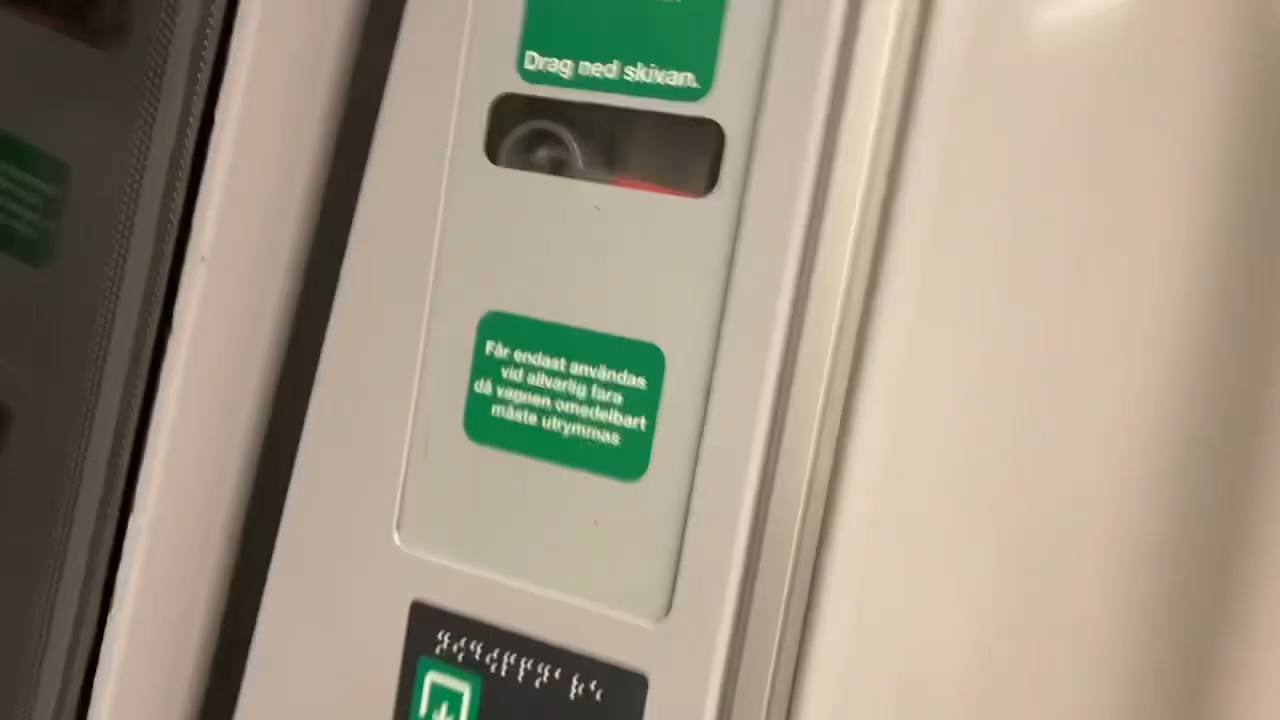 Drag ned skivan.
Får endast användas
vid allvarlig fara
då vagnen omedelbart
måste utrymmas